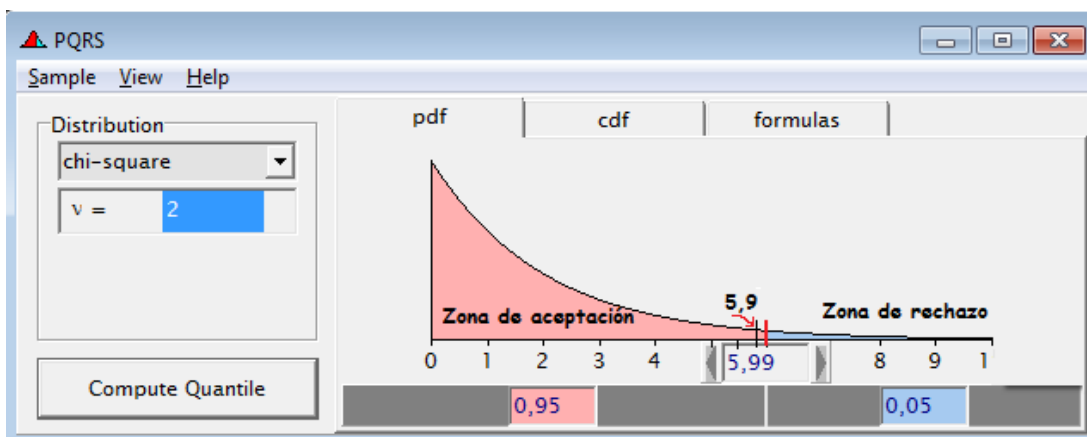 PQRS
Sample View Help
Distribution
chi-square
ν = 2
Compute Quantile
pdf cdf formulas
5,9
Zona de aceptación Zona de rechazo
0 1 2 3 4 5,99 8 9 1
0,95 0,05